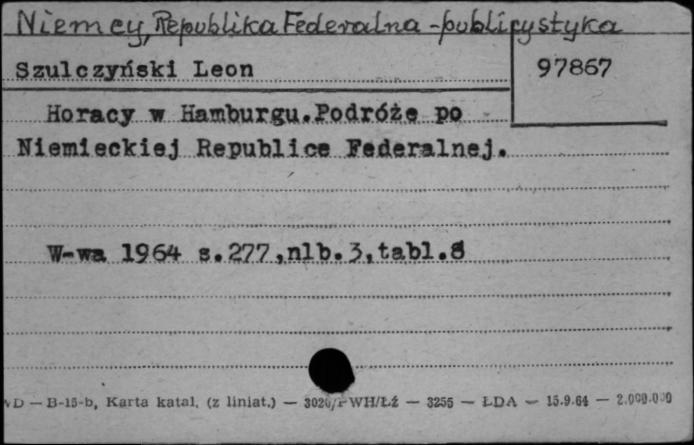 Niemcy, Republika Federalna - publicystyka
Szulczyński Leon
97867
Horacy w Hamburgu. Podróże po
Niemieckiej Republice Federalnej.
W-wa 1964 s. 277, nlb. 3, tabl. 8
— B-15-b, Karta katal. (z liniat.) — WH/Łż — 3255 — ŁDA — 15.9.64 — 2.000.000